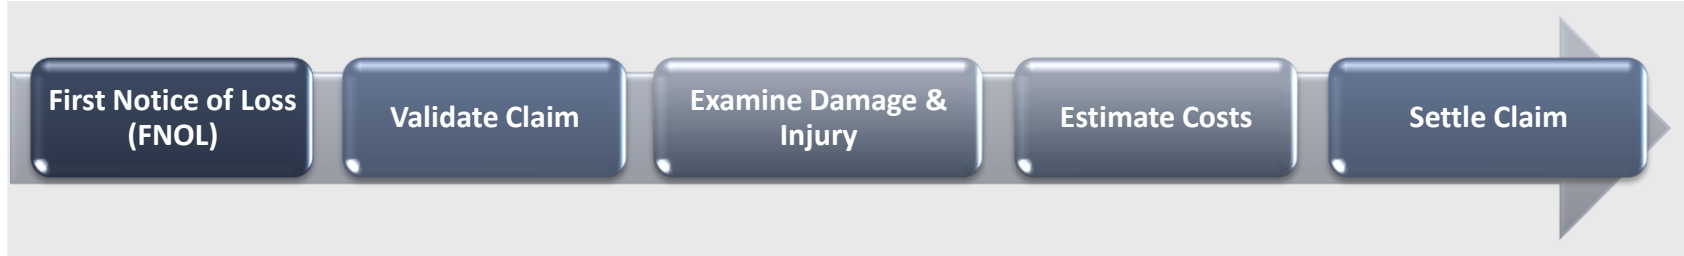 First Notice of Loss
(FNOL)
Validate Claim
Examine Damage &
Injury
Estimate Costs
Settle Claim